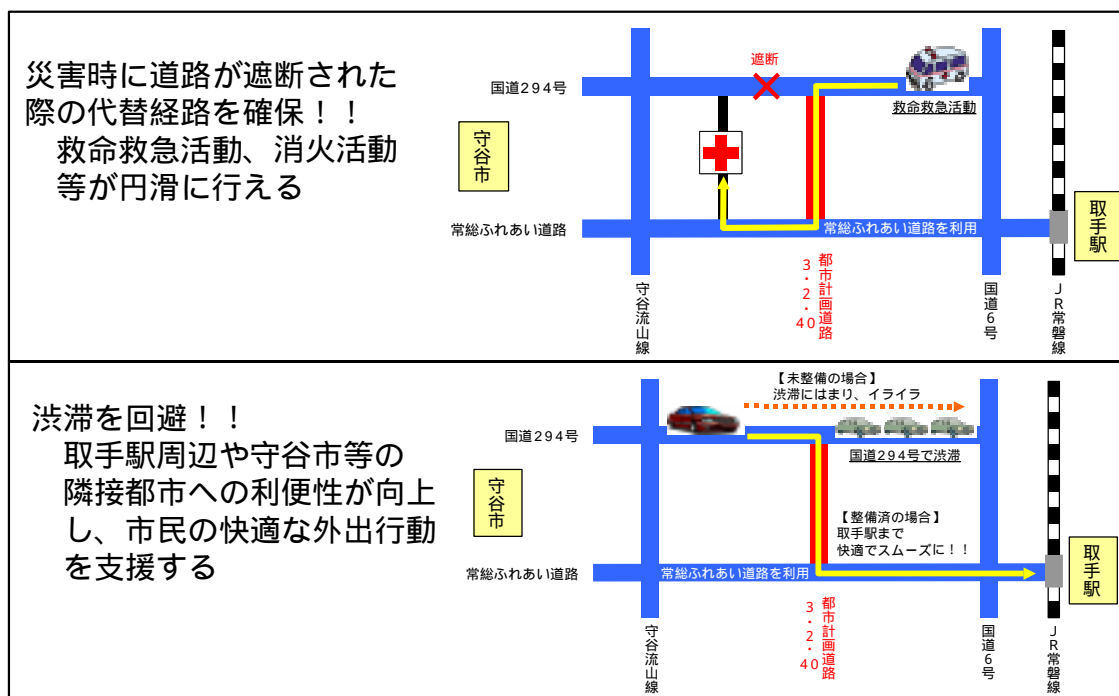 災害時に道路が遮断された
際の代替経路を確保！！
救命救急活動、消火活動
等が円滑に行える
遮断
国道294号
救命救急活動
守谷市
取手駅
常総ふれあい道路
常総ふれあい道路を利用
守谷流山線
都市計画道路
3・2・40
国道6号
JR常磐線
渋滞を回避！！
取手駅周辺や守谷市等の
隣接都市への利便性が向上
し、市民の快適な外出行動
を支援する
【未整備の場合】
渋滞にはまり、イライラ
国道294号
国道294号で渋滞
守谷市
【整備済の場合】
取手駅まで
快適でスムーズに！！
取手駅
常総ふれあい道路
常総ふれあい道路を利用
守谷流山線
都市計画道路
3・2・40
国道6号
JR常磐線